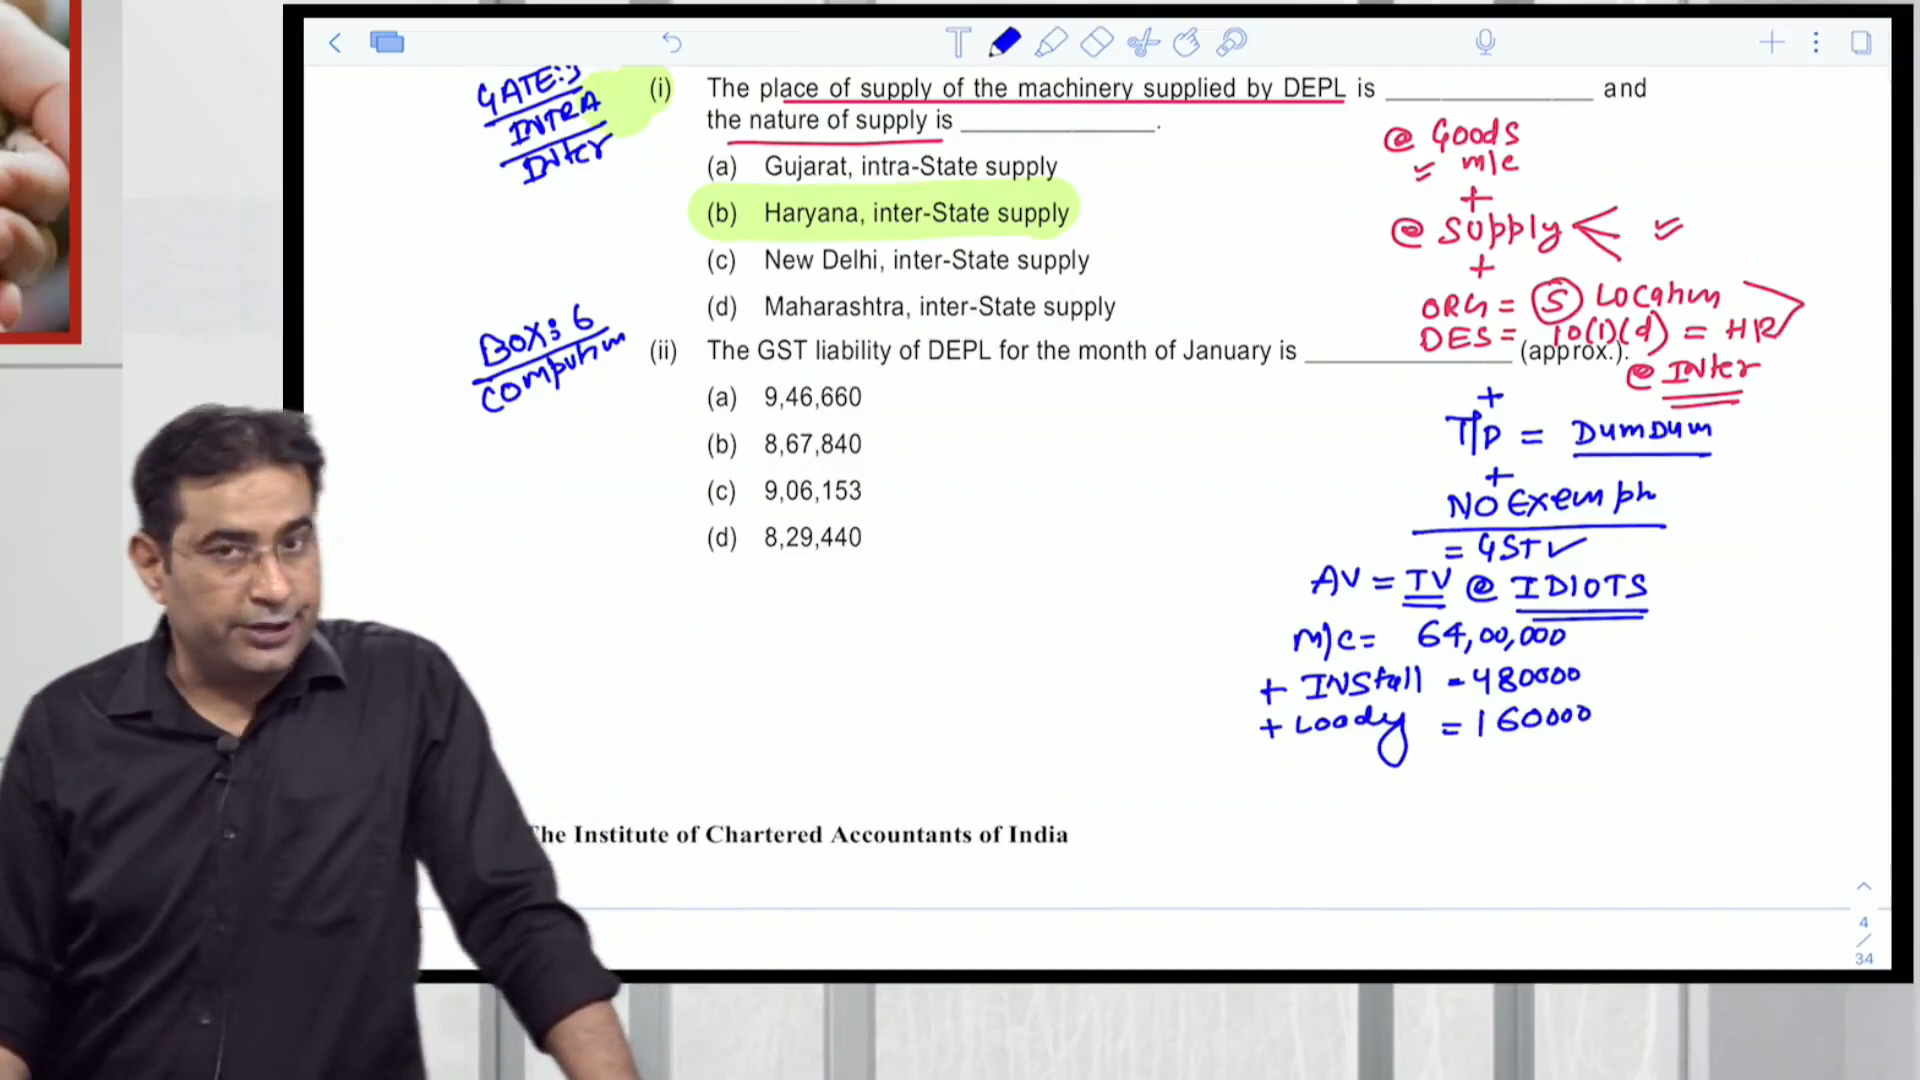 GATE:3
INTRA
Inter
(i) The place of supply of the machinery supplied by DEPL is ______________ and
the nature of supply is ______________.
(a) Gujarat, intra-State supply
(b) Haryana, inter-State supply
(c) New Delhi, inter-State supply
(d) Maharashtra, inter-State supply
BOX: 6
(ii) The GST liability of DEPL for the month of January is ______________ (approx.).
(a) 9,46,660
(b) 8,67,840
(c) 9,06,153
(d) 8,29,440
@ Goods
m/c
+
@ Supply
+
ORG = S Location
DES = 10(1)(d) = HR
@ Inter
+
T/P = DumDum
+
NO Exemptn
= GST ✓
AV = TV @ IDIOTS
m/c = 64,00,000
+ INStall - 480000
+ Loadg = 160000
The Institute of Chartered Accountants of India
4
/
34